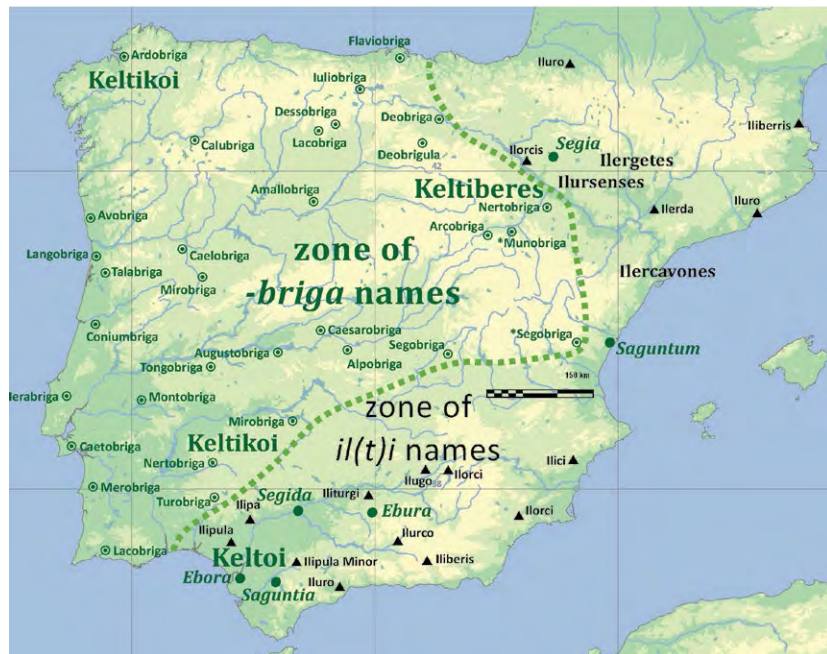 Flaviobriga
Ardobriga
Keltikoi
Iluro
Iuliobriga
Dessobriga
Deobriga
Iliberris
Calubriga
Lacobriga
Deobrigula
42
Ilorcis
Segia
Ilergetes
Ilursenses
Amallobriga
Keltiberes
Nertobriga
Ilerda
Iluro
Avobriga
Arcobriga
*Munobriga
Langobriga
Caelobriga
zone of
-briga names
Talabriga
Mirobriga
Ilercavones
Coniumbriga
Caesarobriga
*Segobriga
Saguntum
Augustobriga
Segobriga
Tongobriga
Alpobriga
150 km
Montobriga
zone of
il(t)i names
Mirobriga
Keltikoi
Caetobriga
Nertobriga
Ilugo
Ilorci
Ilici
38
Merobriga
Turobriga
Segida
Iliturgi
Ebura
Ilipa
Ilorci
Ilipula
Ilurco
Lacobriga
Keltoi
Ilipula Minor
Iliberis
Ebora
Saguntia
Iluro